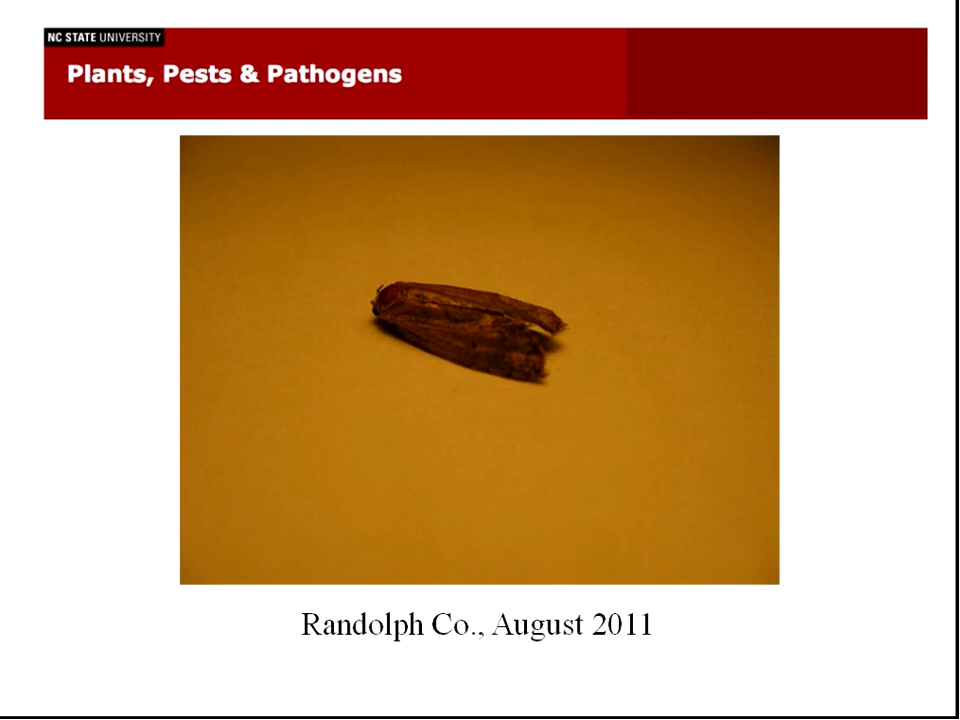 NC STATE UNIVERSITY
Plants, Pests & Pathogens
Randolph Co., August 2011